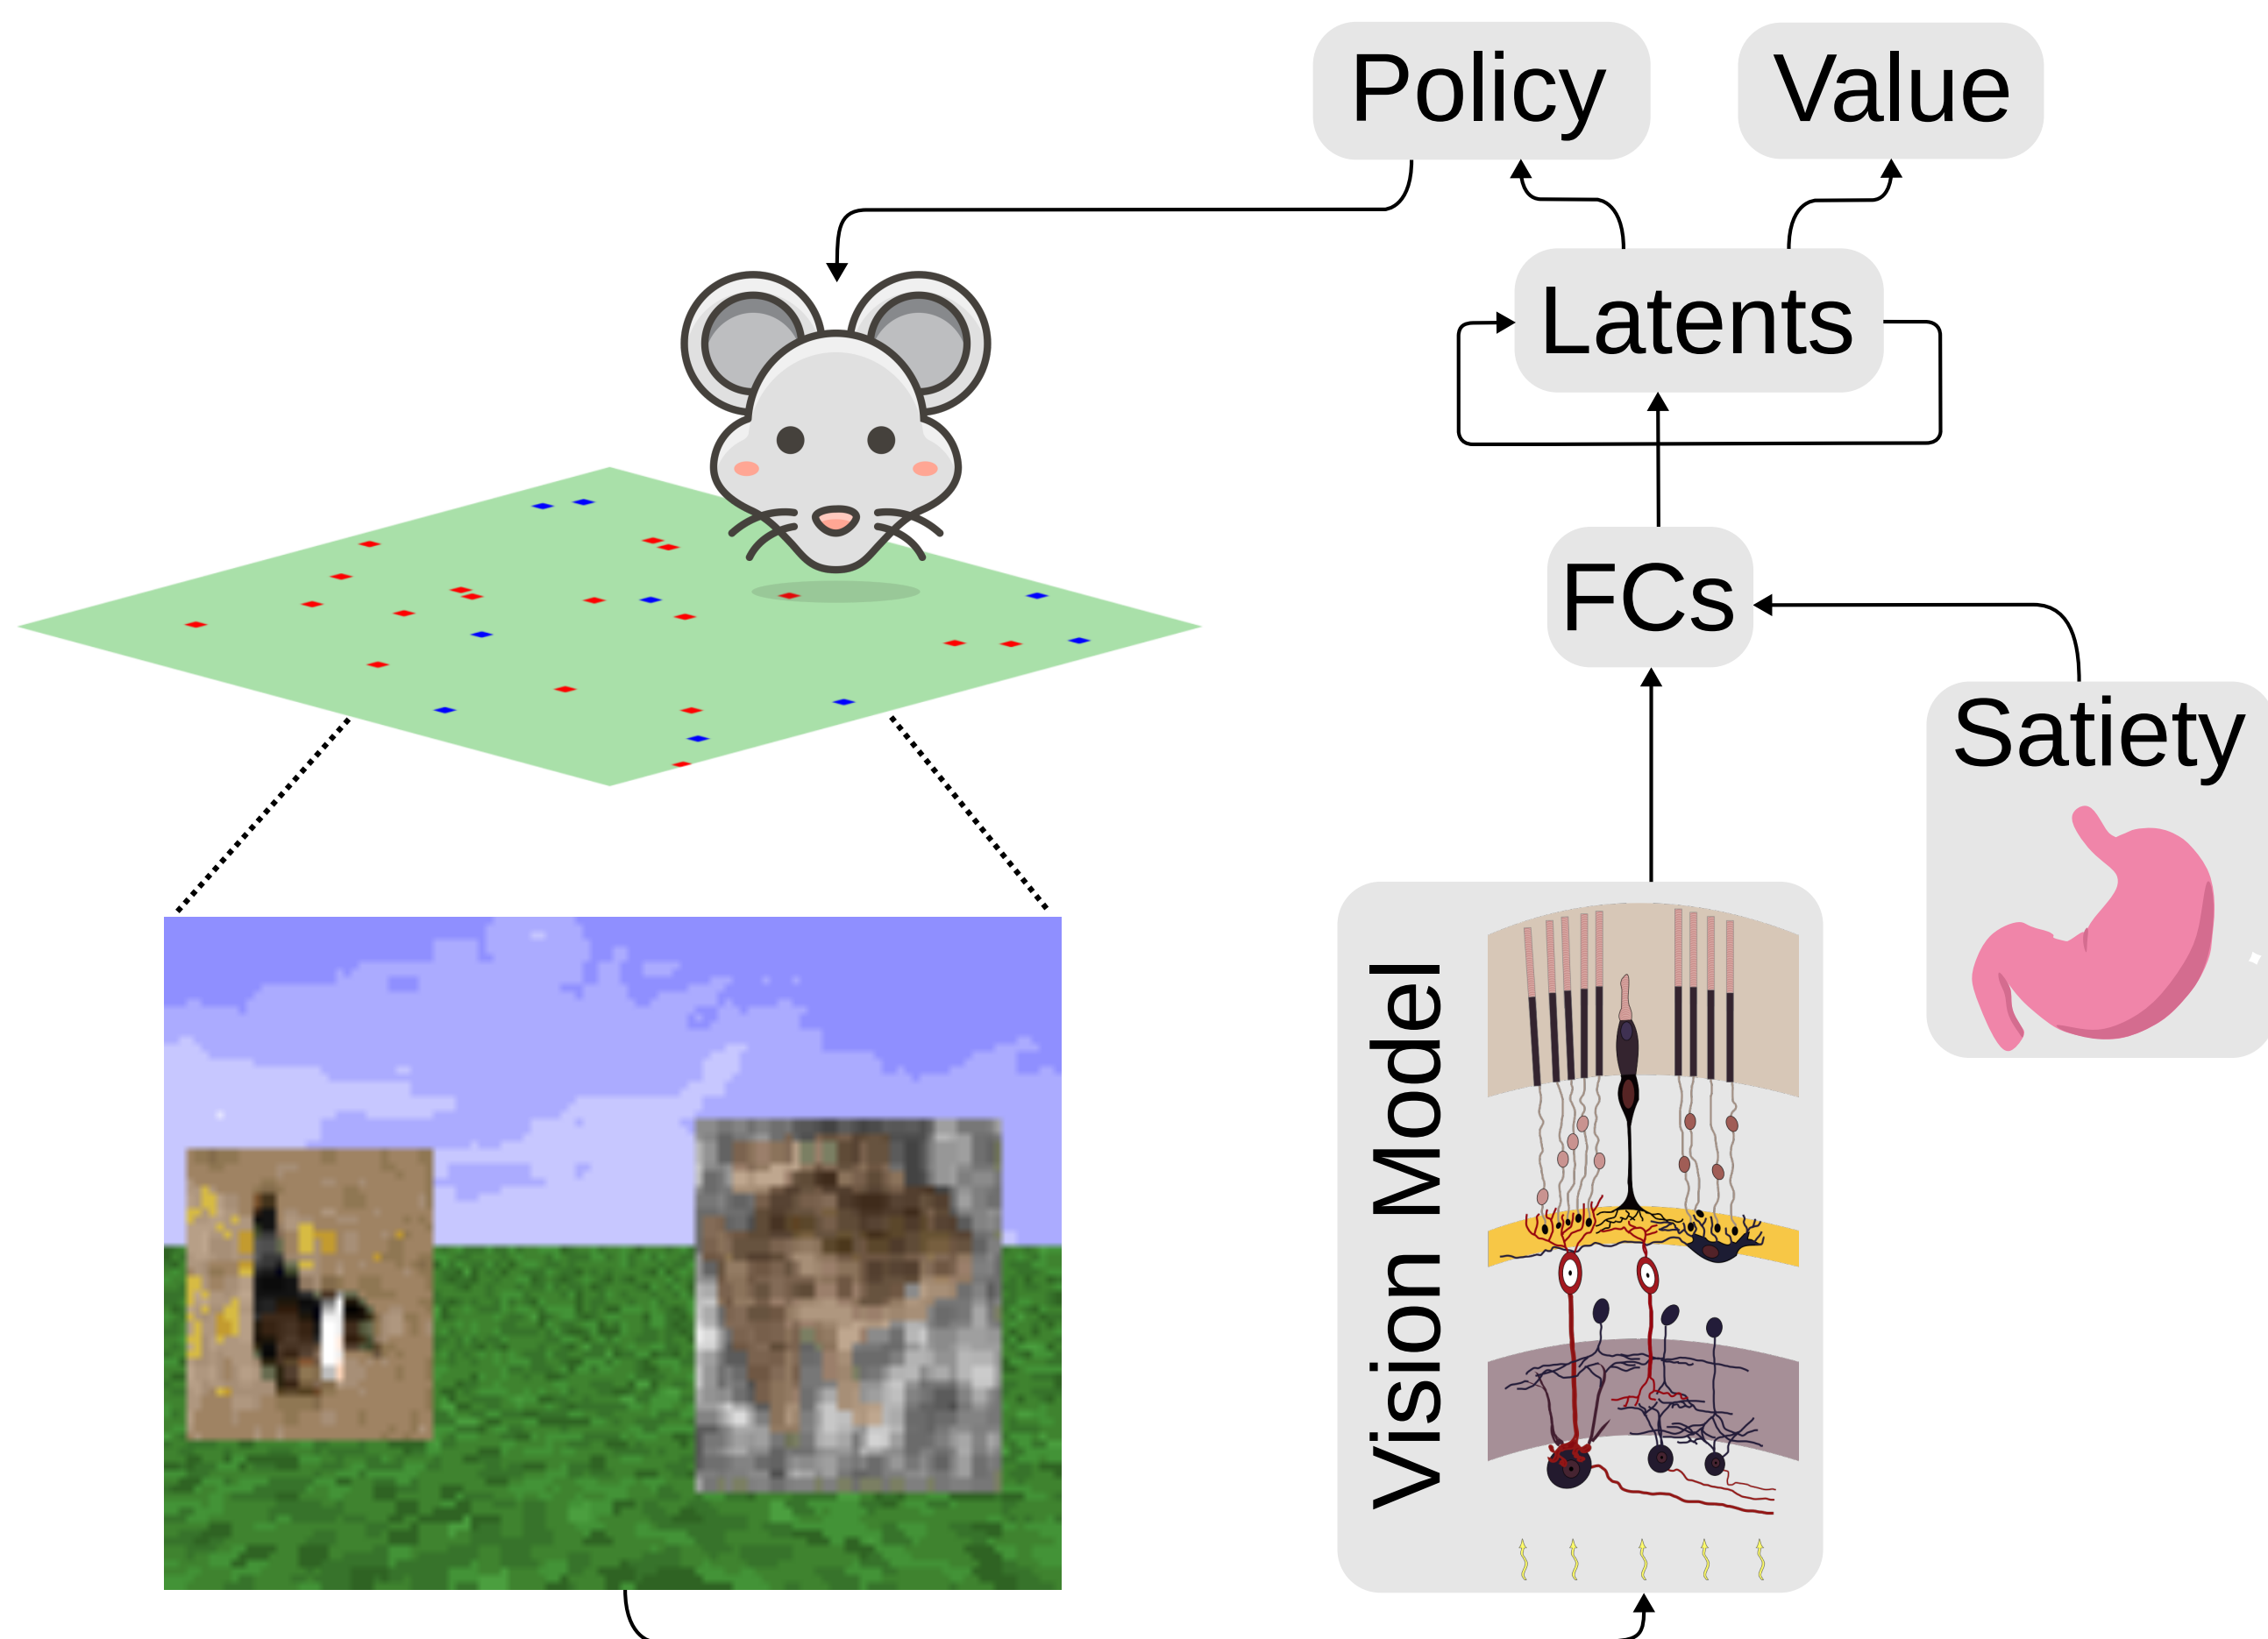 Policy
Value
Latents
FCs
Satiety
Vision Model